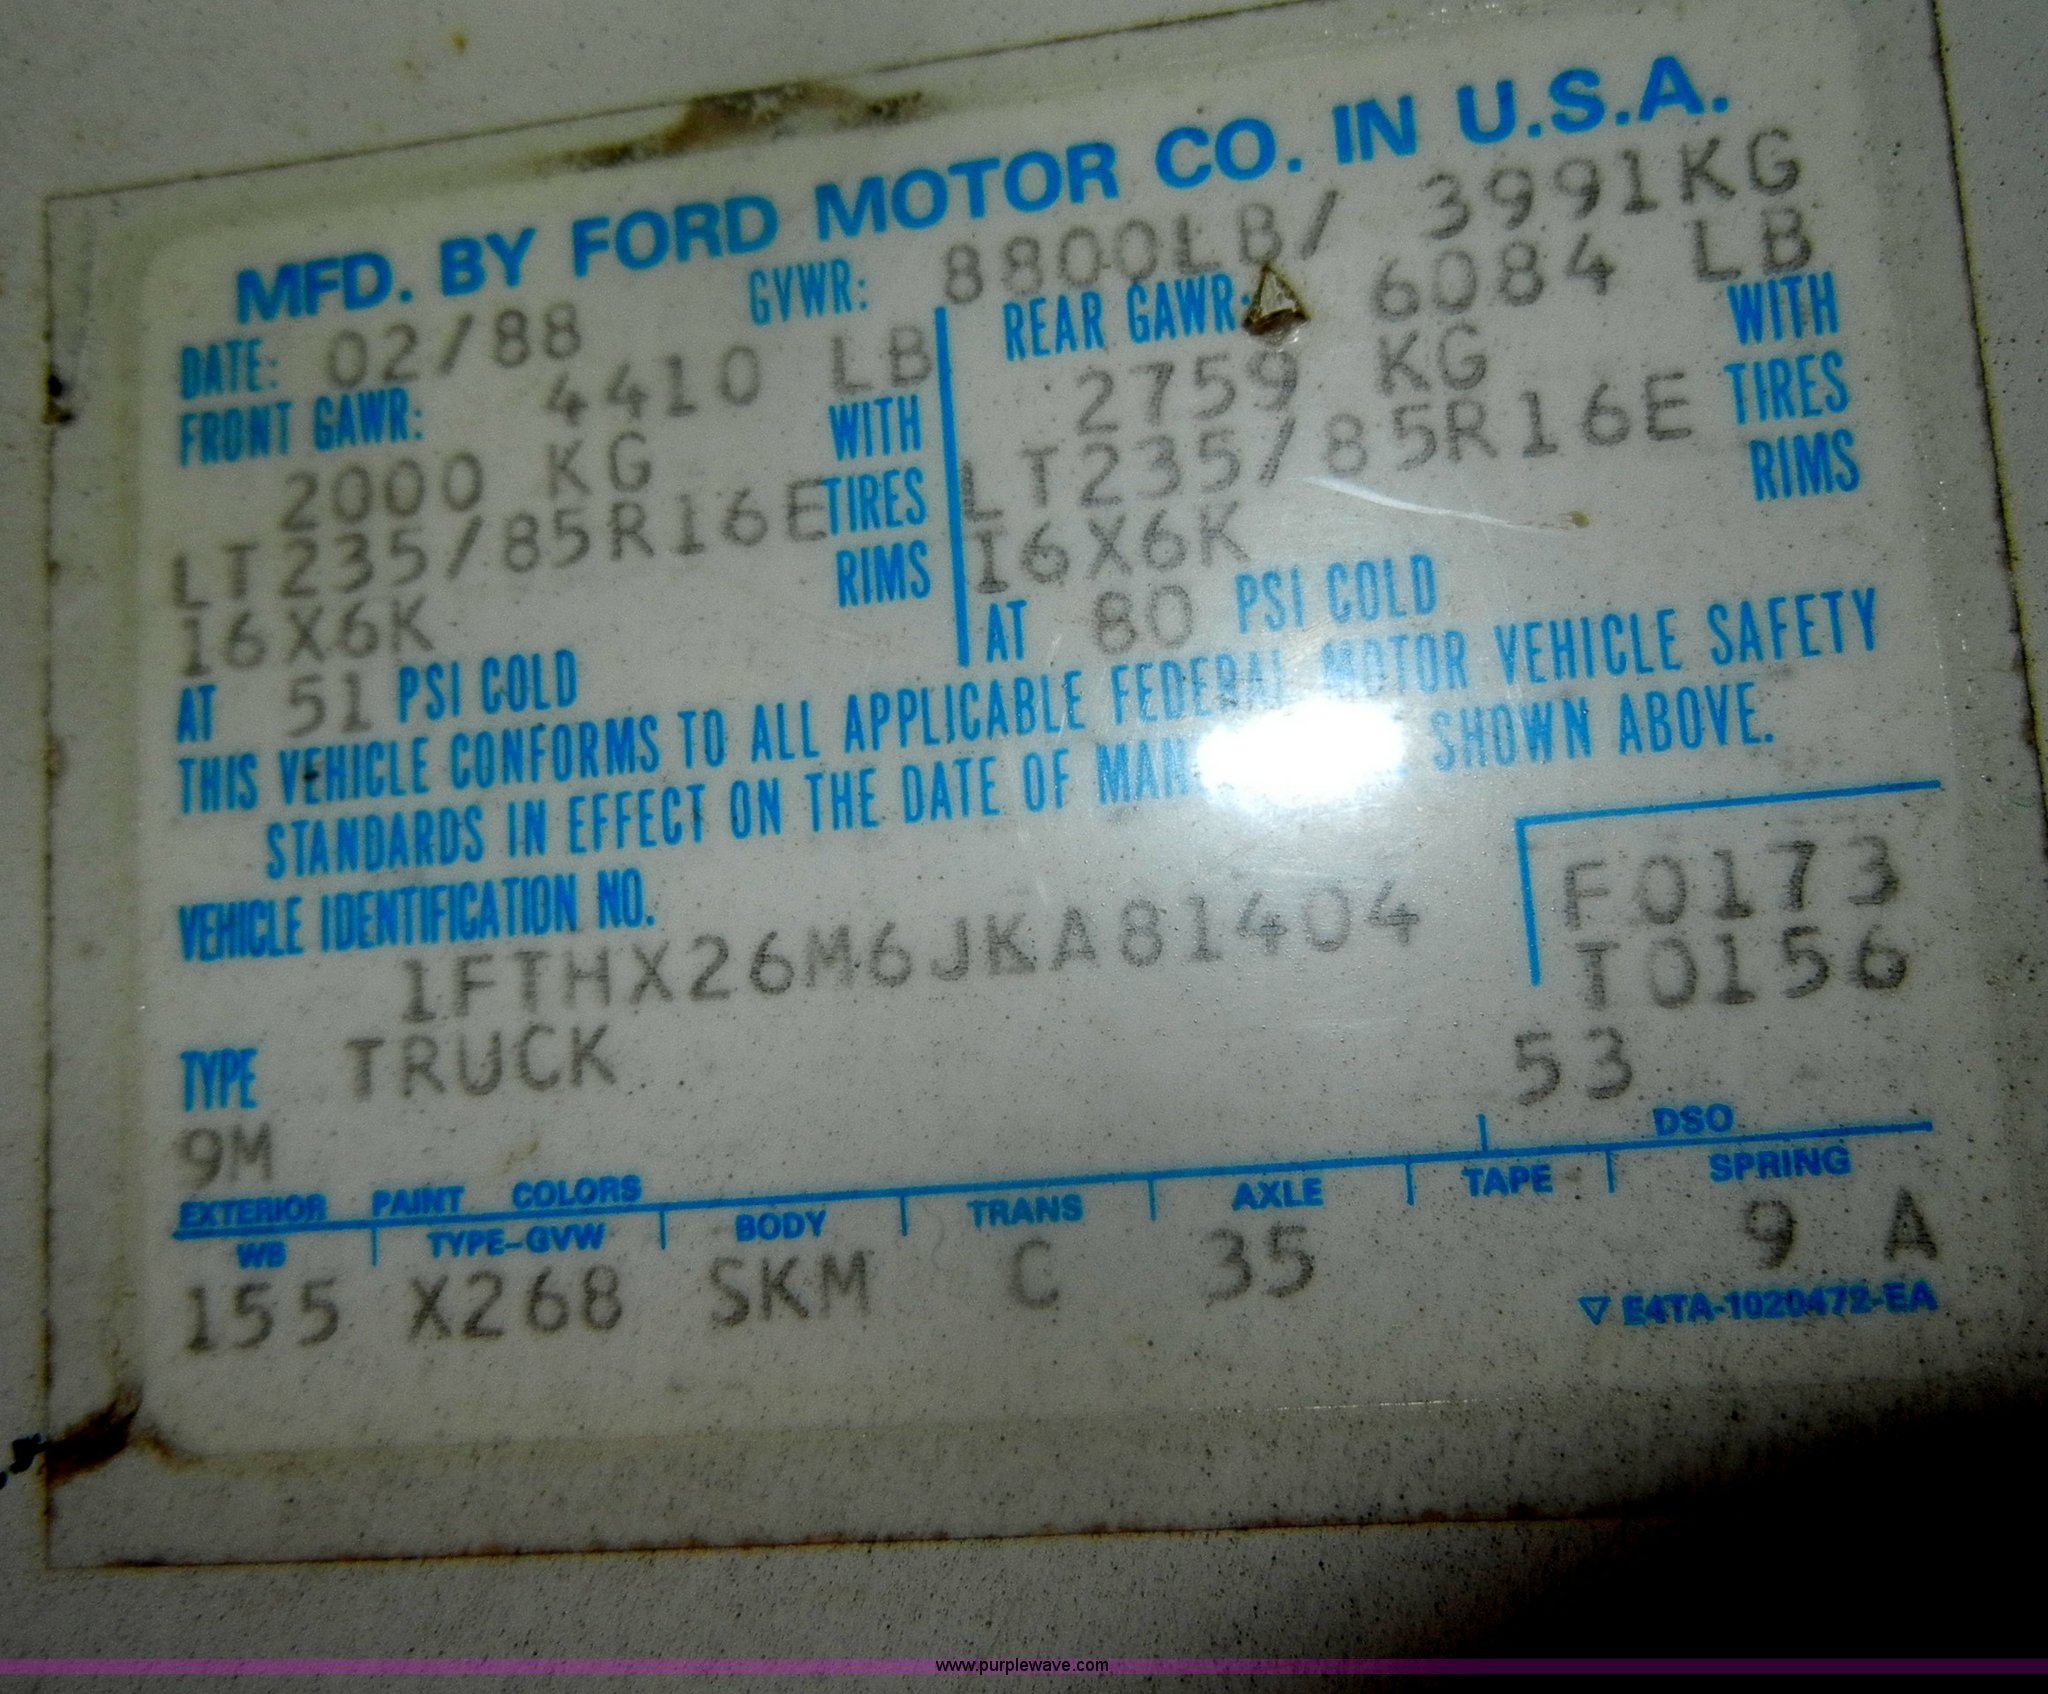 MFD. BY FORD MOTOR CO. IN U.S.A.
DATE: 02/88 GVWR: 8800LB/ 3991KG
FRONT GAWR: 4410 LB
2000 KG WITH
LT235/85R16E TIRES
16X6K RIMS
AT 51 PSI COLD
REAR GAWR: 6084 LB
2759 KG WITH
LT235/85R16E TIRES
16X6K RIMS
AT 80 PSI COLD
THIS VEHICLE CONFORMS TO ALL APPLICABLE FEDERAL MOTOR VEHICLE SAFETY
STANDARDS IN EFFECT ON THE DATE OF SHOWN ABOVE.
VEHICLE IDENTIFICATION NO.
1FTHX26M6JKA81404
F0173
T0156
TYPE TRUCK
53
9M
EXTERIOR PAINT COLORS DSO
WB TYPE-GVW BODY TRANS AXLE TAPE SPRING
155 X268 SKM C 35 9 A
▽ E4TA-1020472-EA
www.purplewave.com